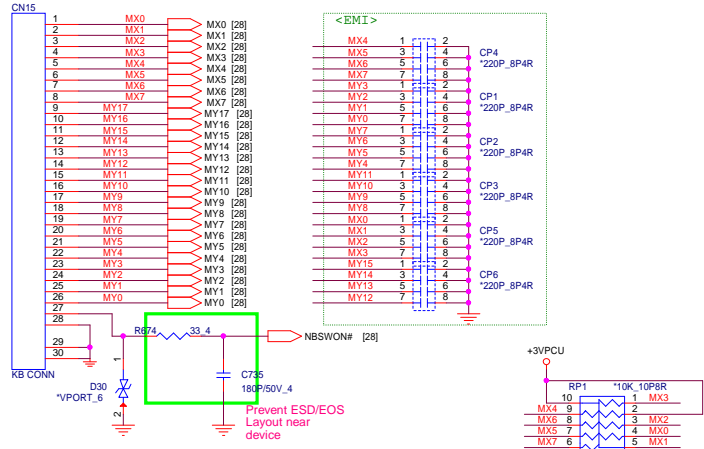 CN15
1 MX0 MX0 [28]
2 MX1 MX1 [28]
3 MX2 MX2 [28]
4 MX3 MX3 [28]
5 MX4 MX4 [28]
6 MX5 MX5 [28]
7 MX6 MX6 [28]
8 MX7 MX7 [28]
9 MY17 MY17 [28]
10 MY16 MY16 [28]
11 MY15 MY15 [28]
12 MY14 MY14 [28]
13 MY13 MY13 [28]
14 MY12 MY12 [28]
15 MY11 MY11 [28]
16 MY10 MY10 [28]
17 MY9 MY9 [28]
18 MY8 MY8 [28]
19 MY7 MY7 [28]
20 MY6 MY6 [28]
21 MY5 MY5 [28]
22 MY4 MY4 [28]
23 MY3 MY3 [28]
24 MY2 MY2 [28]
25 MY1 MY1 [28]
26 MY0 MY0 [28]
27
28
29
30
KB CONN
R674 33_4
NBSWON# [28]
1
D30
*VPORT_6
2
C735
180P/50V_4
Prevent ESD/EOS
Layout near
device
<EMI>
MX4 1 2
MX5 3 4
MX6 5 6
MX7 7 8
CP4
*220P_8P4R
MY3 1 2
MY2 3 4
MY1 5 6
MY0 7 8
CP1
*220P_8P4R
MY7 1 2
MY6 3 4
MY5 5 6
MY4 7 8
CP2
*220P_8P4R
MY11 1 2
MY10 3 4
MY9 5 6
MY8 7 8
CP3
*220P_8P4R
MX0 1 2
MX1 3 4
MX2 5 6
MX3 7 8
CP5
*220P_8P4R
MY15 1 2
MY14 3 4
MY13 5 6
MY12 7 8
CP6
*220P_8P4R
+3VPCU
RP1 *10K_10P8R
10 1 MX3
MX4 9 2
MX6 8 3 MX2
MX5 7 4 MX0
MX7 6 5 MX1